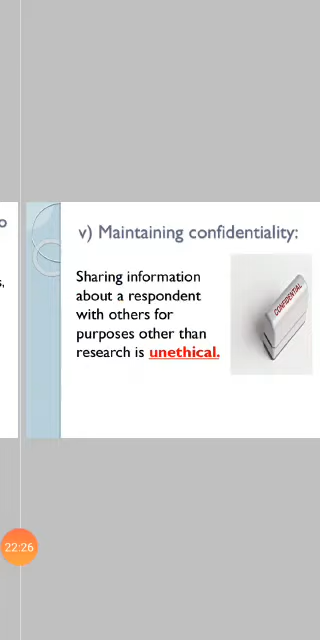 o
s,
v) Maintaining confidentiality:
Sharing information
about a respondent
with others for
purposes other than
research is unethical.
CONFIDENTIAL
22:26